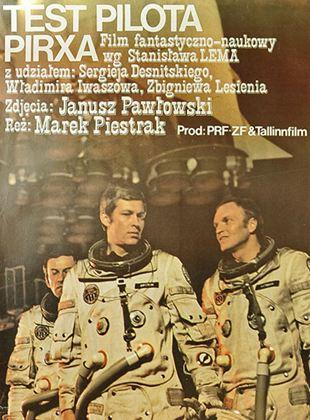 TEST PILOTA
PIRXA Film fantastyczno-naukowy
wg Stanisława LEMA
z udziałem: Sergieja Desnitskiego,
Władimira Iwaszowa, Zbigniewa Lesienia
Zdjęcia: Janusz Pawłowski
Reż: Marek Piestrak Prod: PRF-ZF & Tallinnfilm